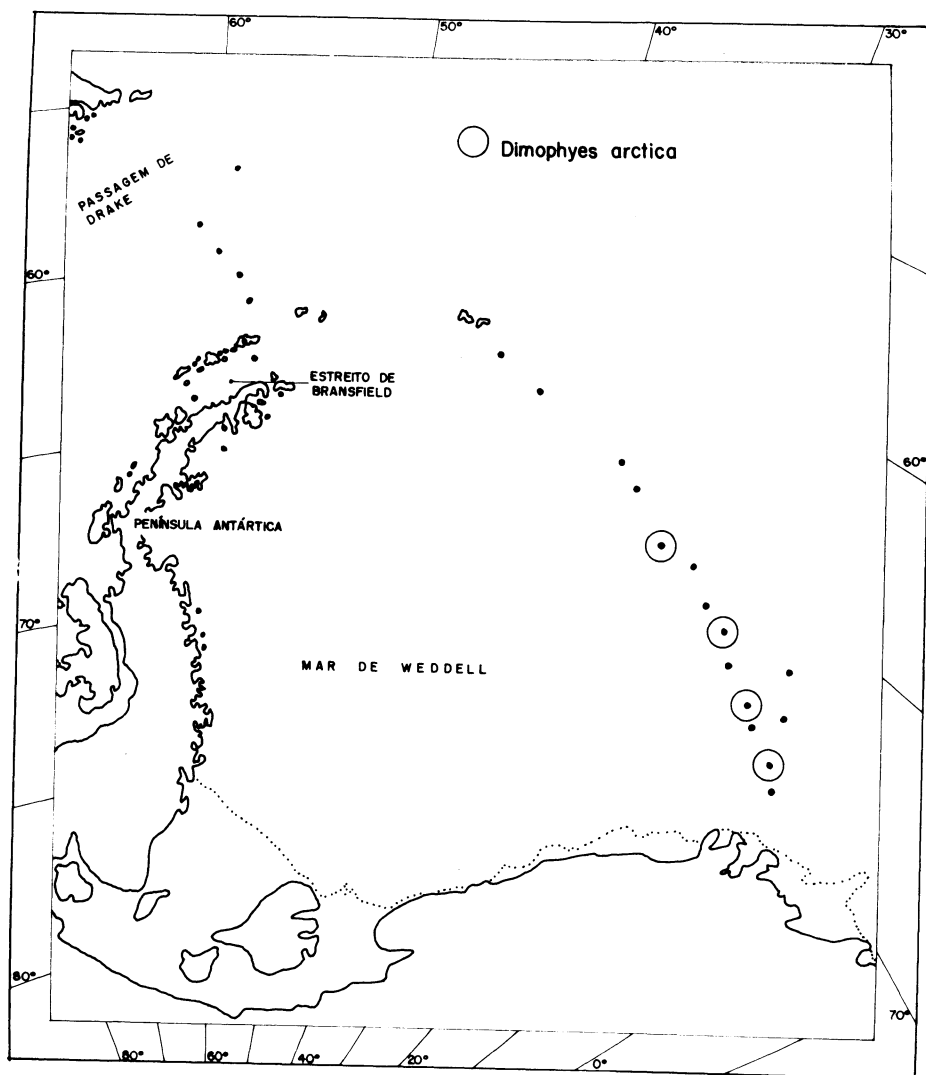 60°
50°
40°
30°
Dimophyes arctica
PASSAGEM DE
DRAKE
60°
ESTREITO DE
BRANSFIELD
60°
PENÍNSULA ANTÁRTICA
70°
MAR DE WEDDELL
80°
70°
80°
60°
40°
20°
0°